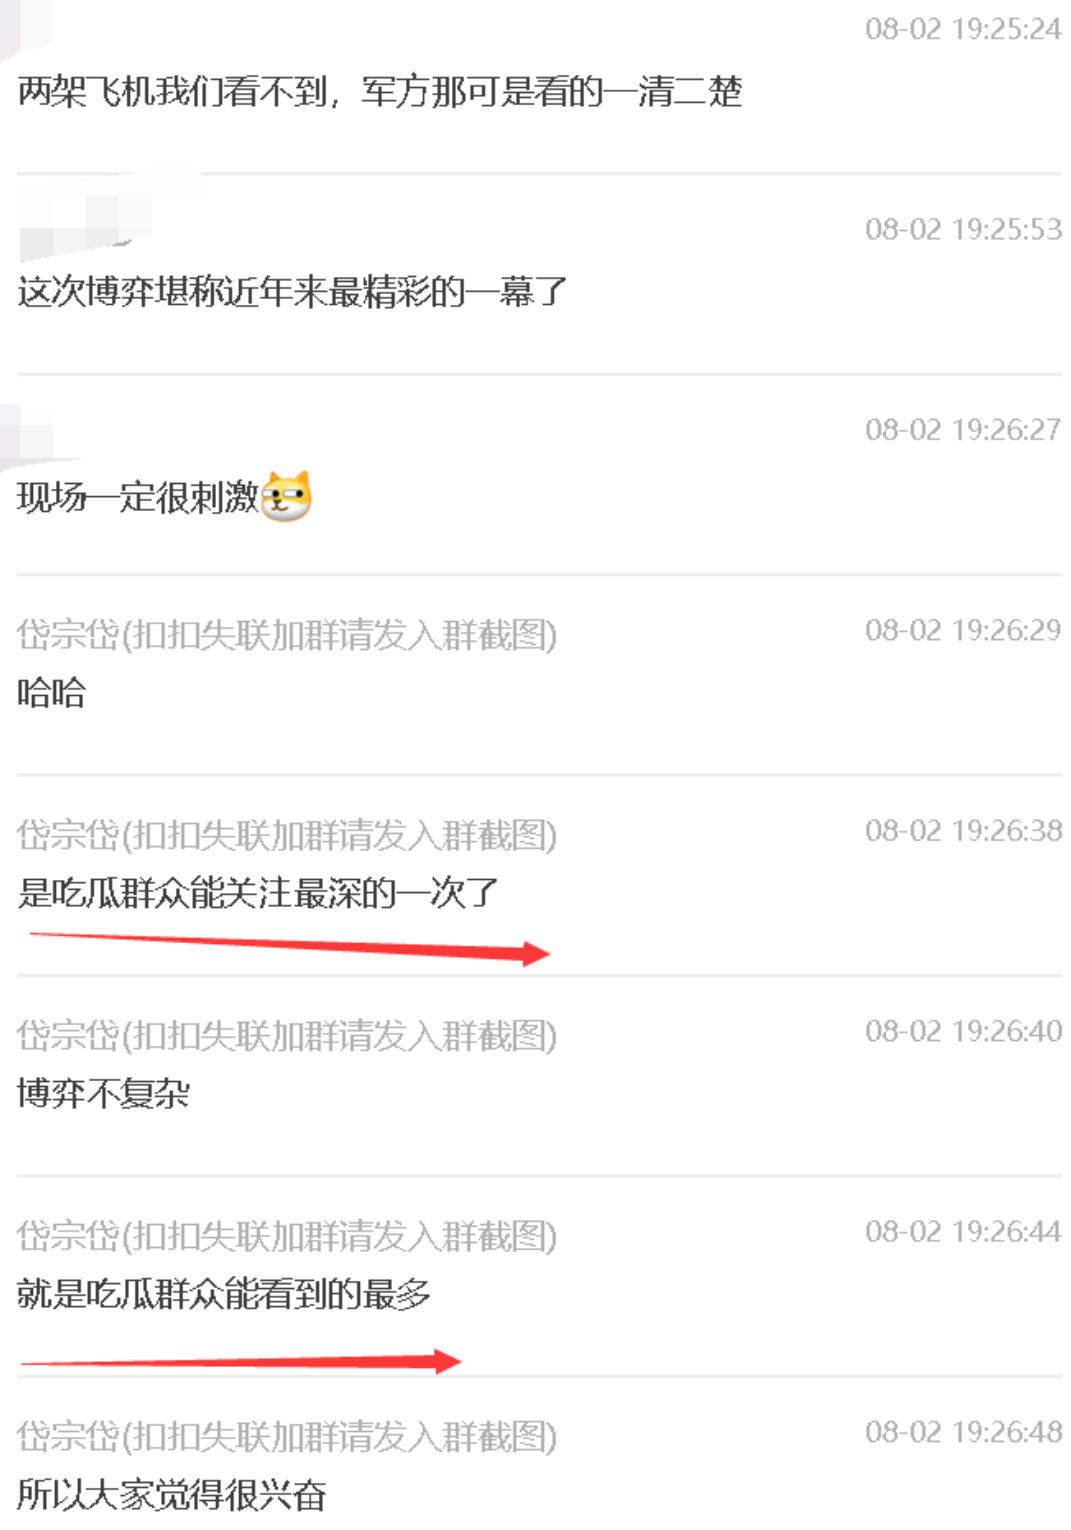 08-02 19:25:24
两架飞机我们看不到，军方那可是看的一清二楚
08-02 19:25:53
这次博弈堪称近年来最精彩的一幕了
08-02 19:26:27
现场一定很刺激
岱宗岱(扣扣失联加群请发入群截图) 08-02 19:26:29
哈哈
岱宗岱(扣扣失联加群请发入群截图) 08-02 19:26:38
是吃瓜群众能关注最深的一次了
岱宗岱(扣扣失联加群请发入群截图) 08-02 19:26:40
博弈不复杂
岱宗岱(扣扣失联加群请发入群截图) 08-02 19:26:44
就是吃瓜群众能看到的最多
岱宗岱(扣扣失联加群请发入群截图) 08-02 19:26:48
所以大家觉得很兴奋